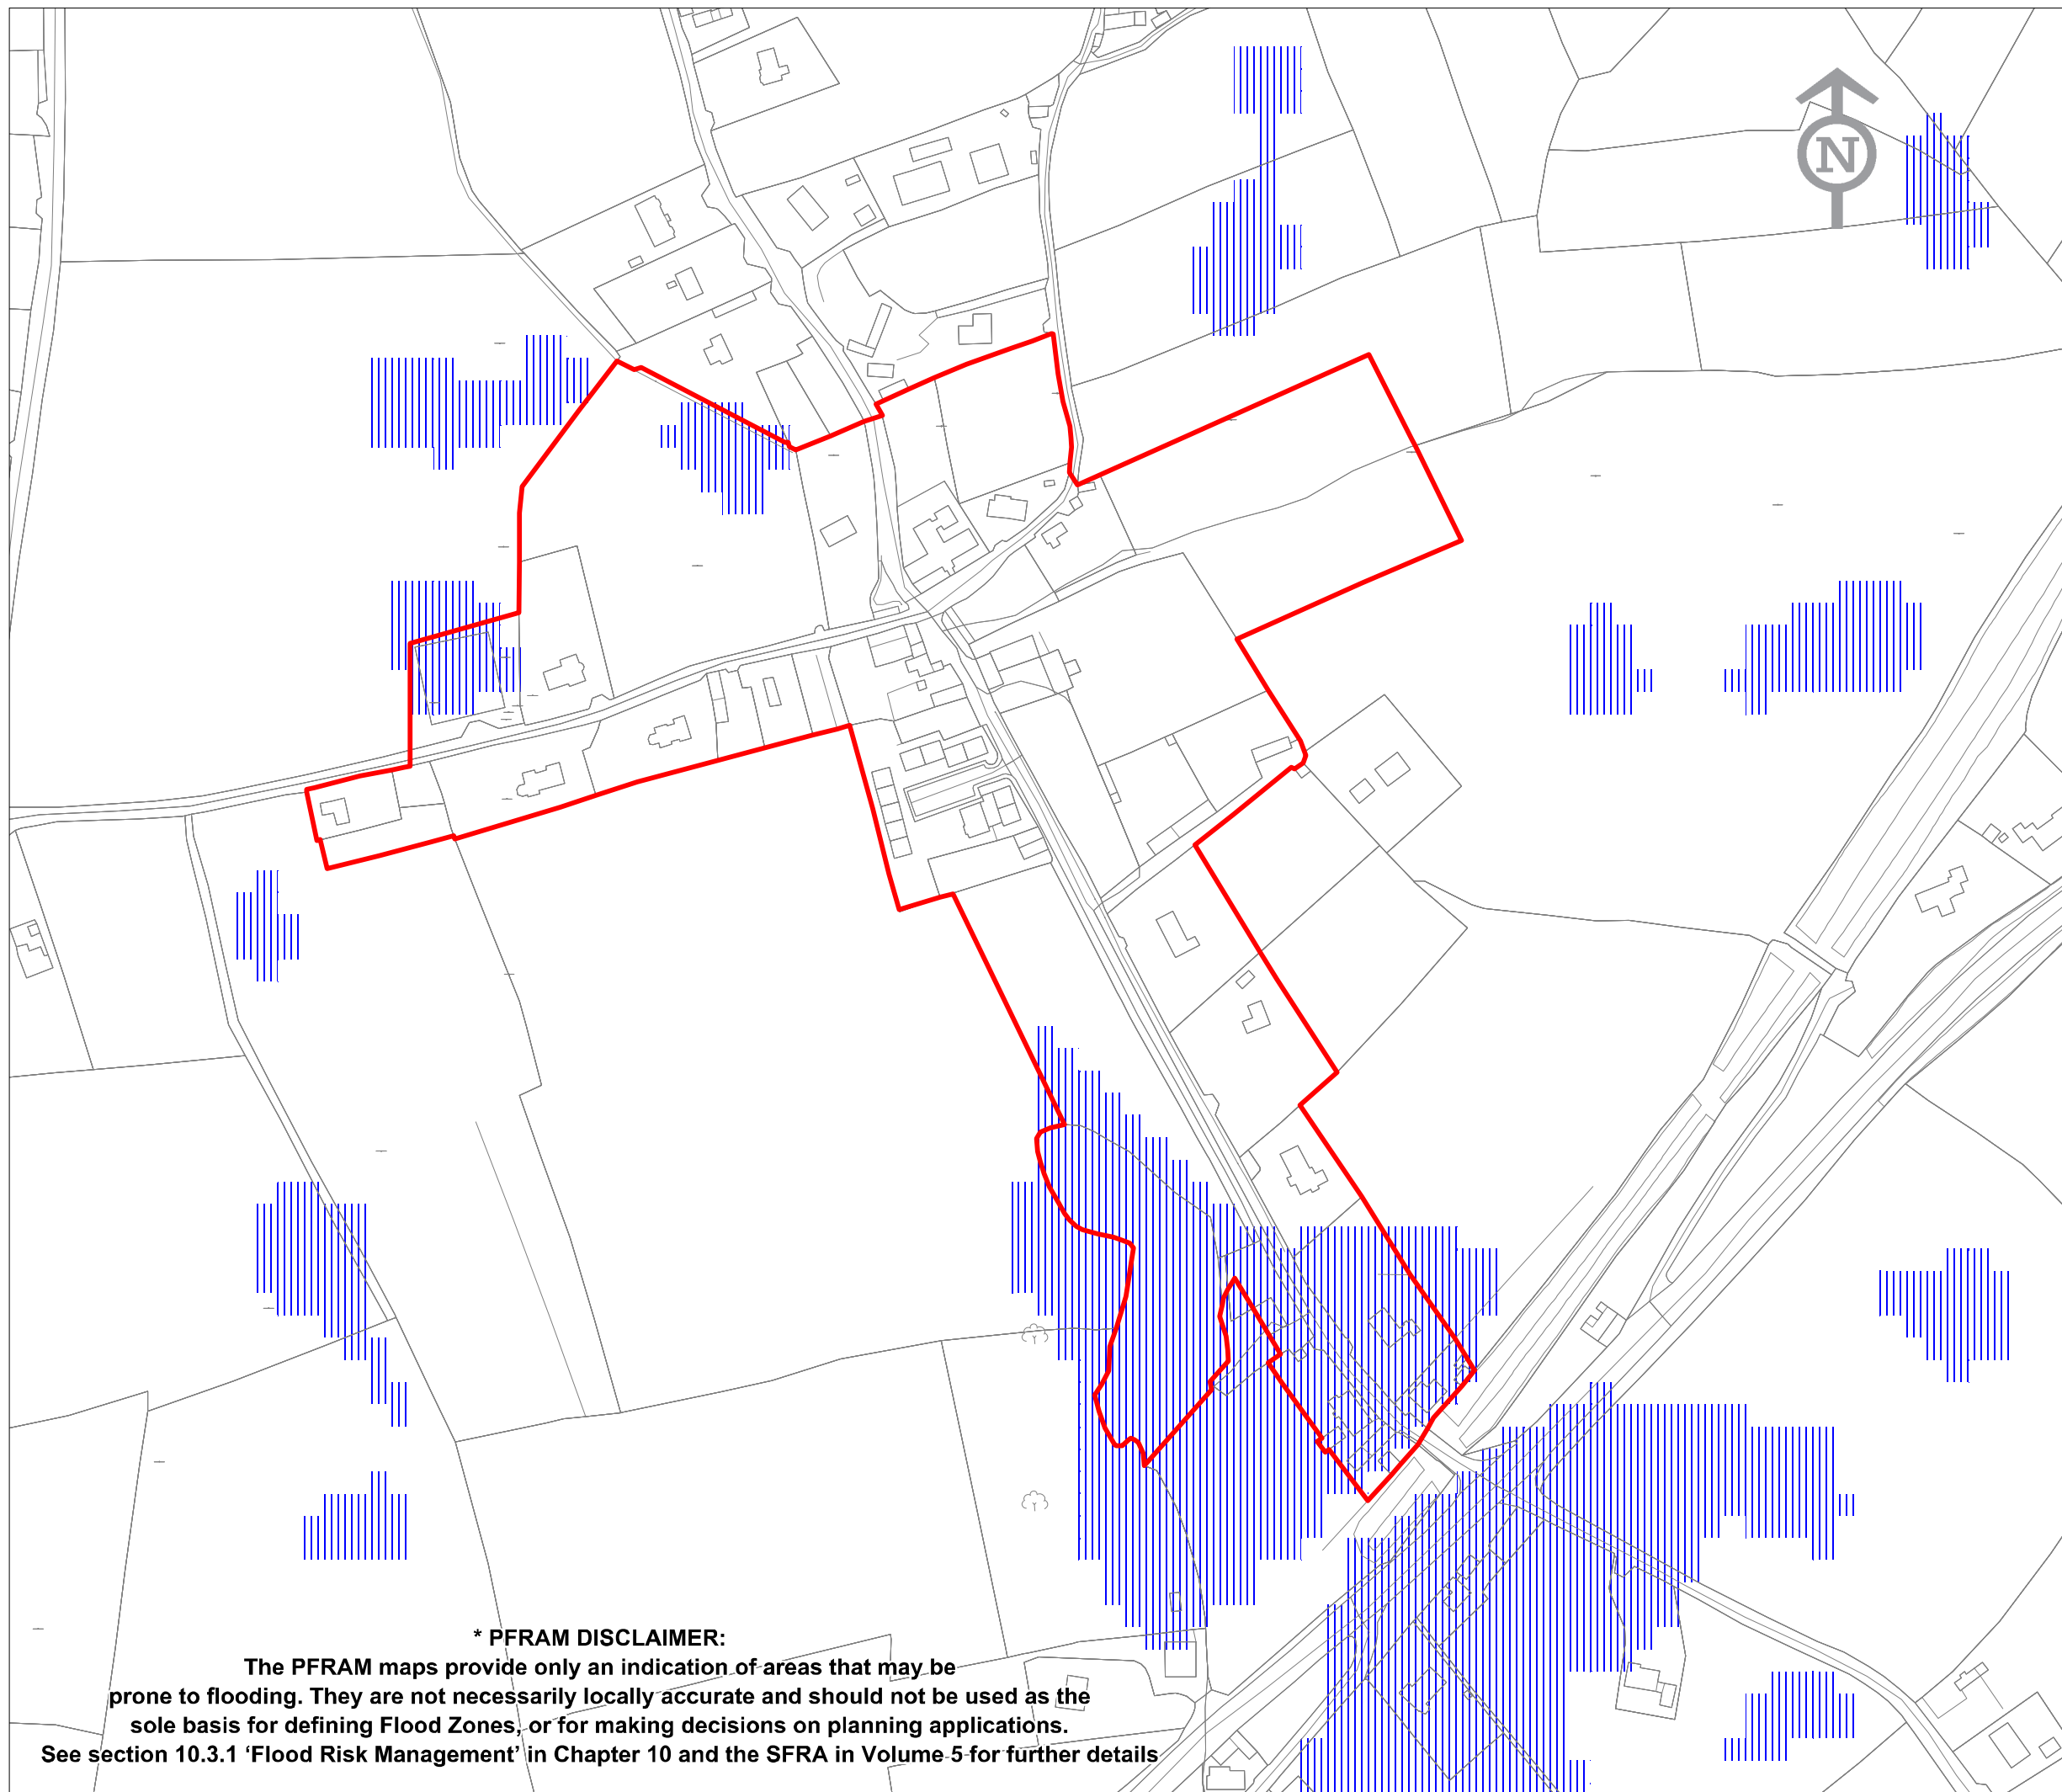 N
* PFRAM DISCLAIMER:
The PFRAM maps provide only an indication of areas that may be
prone to flooding. They are not necessarily locally accurate and should not be used as the
sole basis for defining Flood Zones, or for making decisions on planning applications.
See section 10.3.1 ‘Flood Risk Management’ in Chapter 10 and the SFRA in Volume 5 for further details